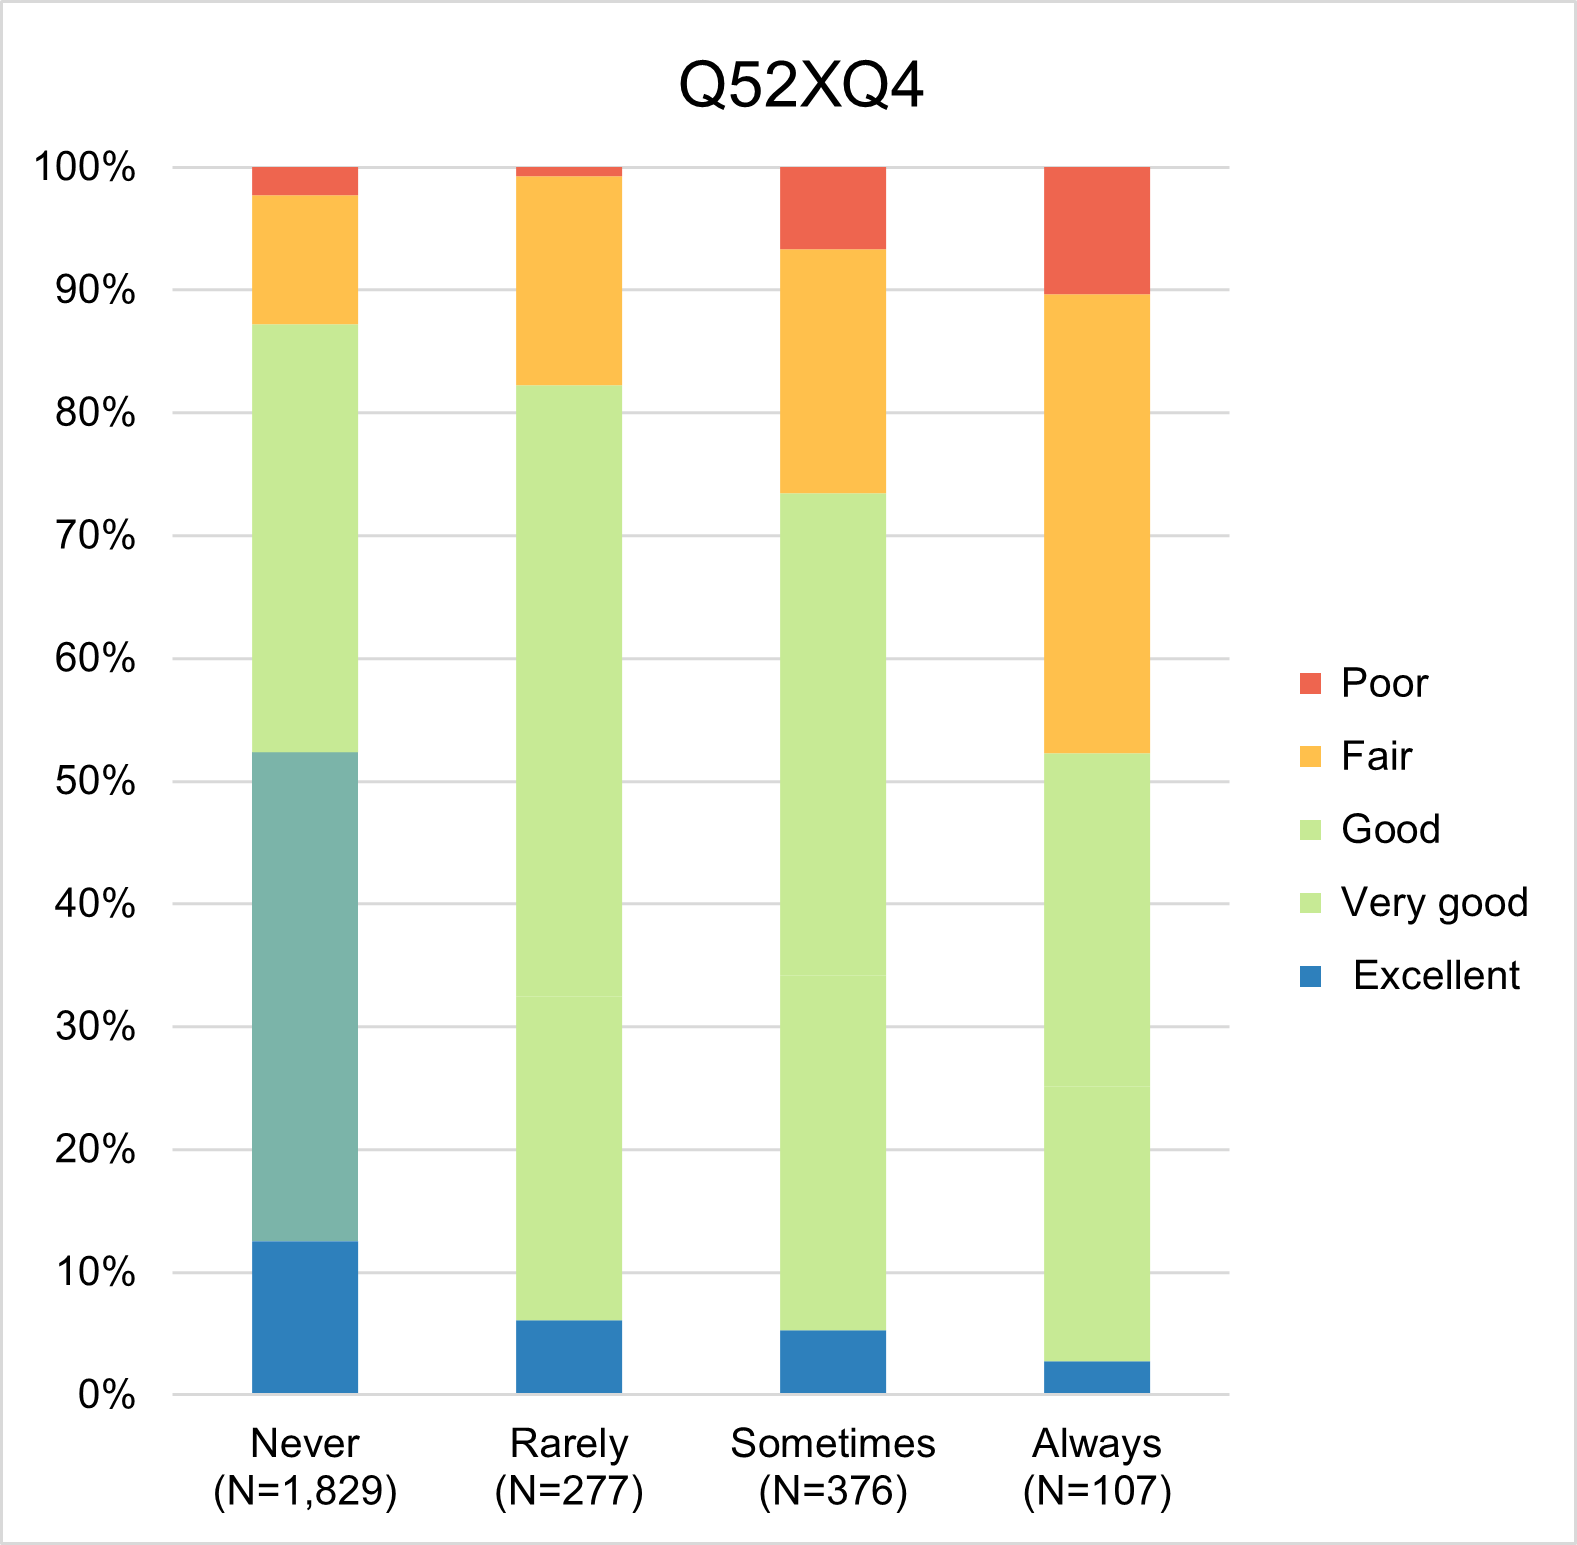 Q52XQ4
100%
90%
80%
70%
60%
50%
40%
30%
20%
10%
0%
Never
(N=1,829)
Rarely
(N=277)
Sometimes
(N=376)
Always
(N=107)
Poor
Fair
Good
Very good
Excellent